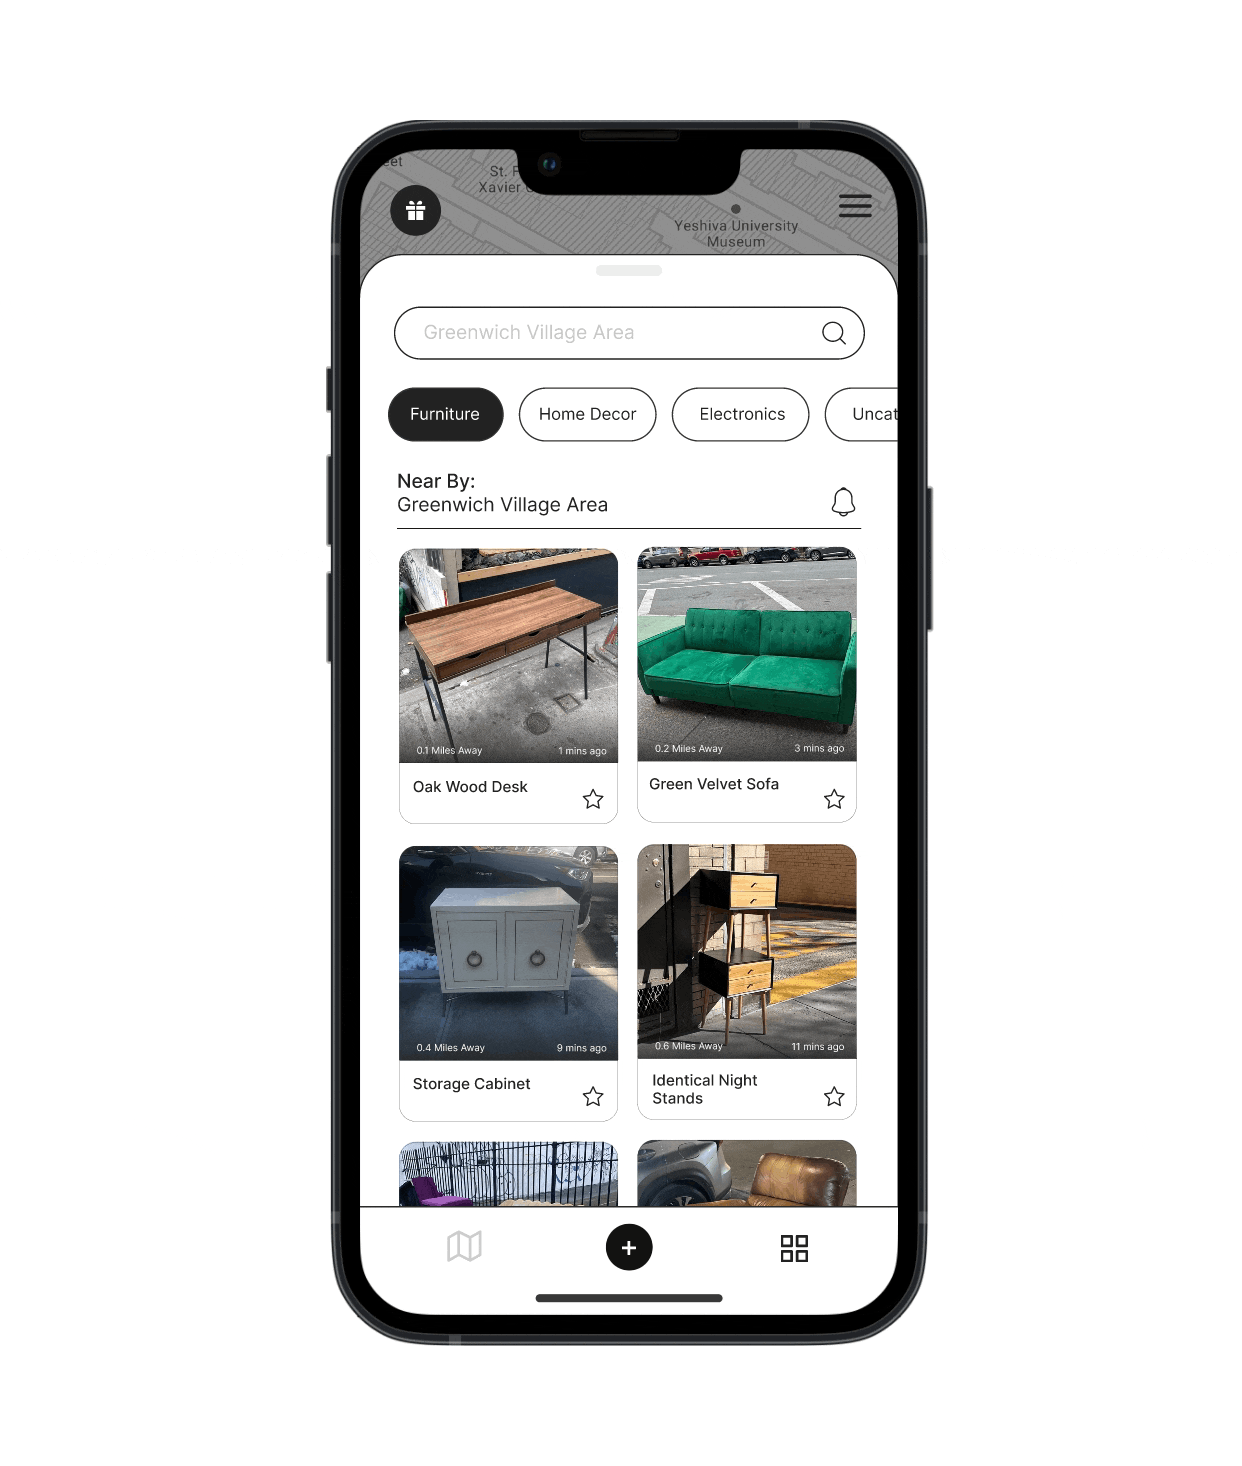 St.
Xavier
Yeshiva University
Museum
Greenwich Village Area
Furniture
Home Decor
Electronics
Uncat
Near By:
Greenwich Village Area
0.1 Miles Away
1 mins ago
0.2 Miles Away
3 mins ago
Oak Wood Desk
Green Velvet Sofa
0.4 Miles Away
9 mins ago
0.6 Miles Away
11 mins ago
Storage Cabinet
Identical Night
Stands